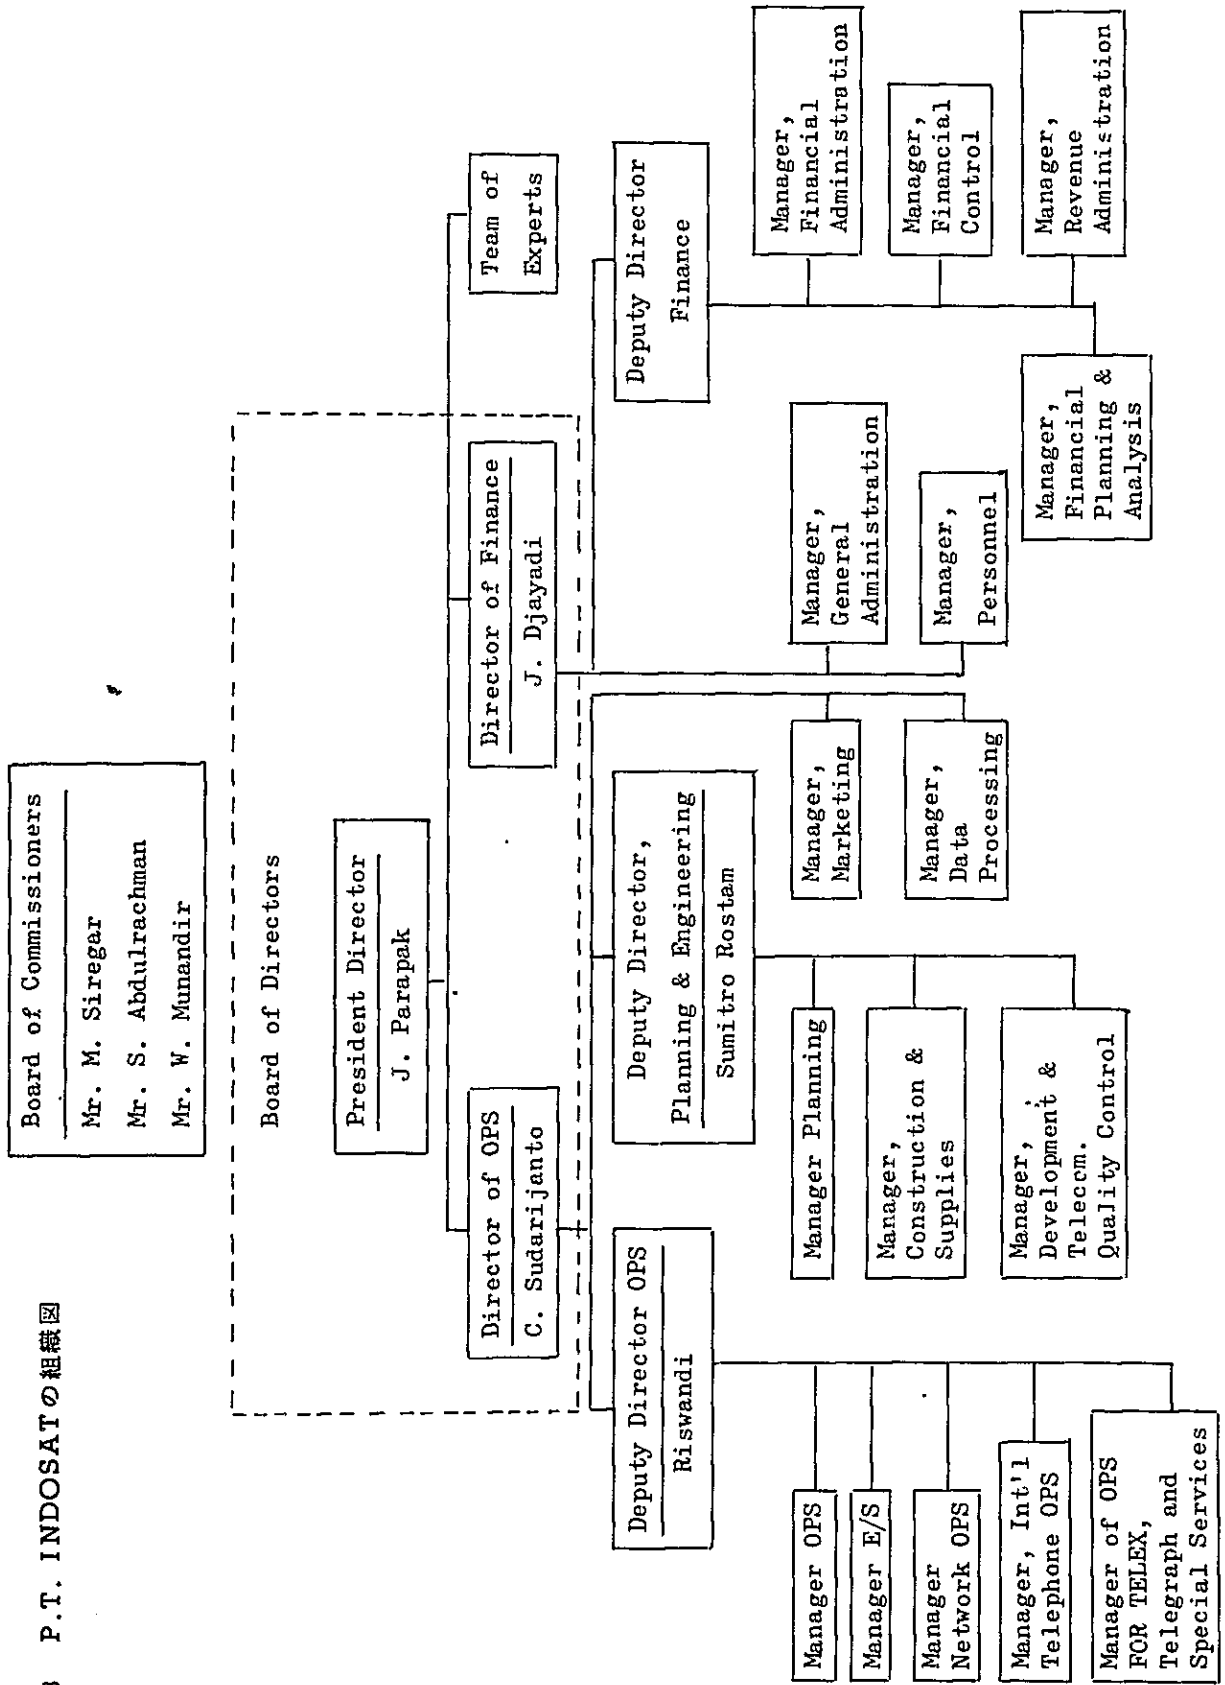 3 P.T. INDOSATの組織図
Board of Commissioners
Mr. M. Siregar
Mr. S. Abdulrachman
Mr. W. Munandir
Board of Directors
President Director
J. Parapak
Director of OPS
C. Sudarijanto
Director of Finance
J. Djayadi
Team of
Experts
Deputy Director OPS
Riswandi
Deputy Director,
Planning & Engineering
Sumitro Rostam
Deputy Director
Finance
Manager OPS
Manager E/S
Manager
Network OPS
Manager, Int'l
Telephone OPS
Manager of OPS
FOR TELEX,
Telegraph and
Special Services
Manager Planning
Manager,
Construction &
Supplies
Manager,
Development &
Telecom.
Quality Control
Manager,
Marketing
Manager,
Data
Processing
Manager,
General
Administration
Manager,
Personnel
Manager,
Financial
Administration
Manager,
Financial
Control
Manager,
Revenue
Administration
Manager,
Financial
Planning &
Analysis